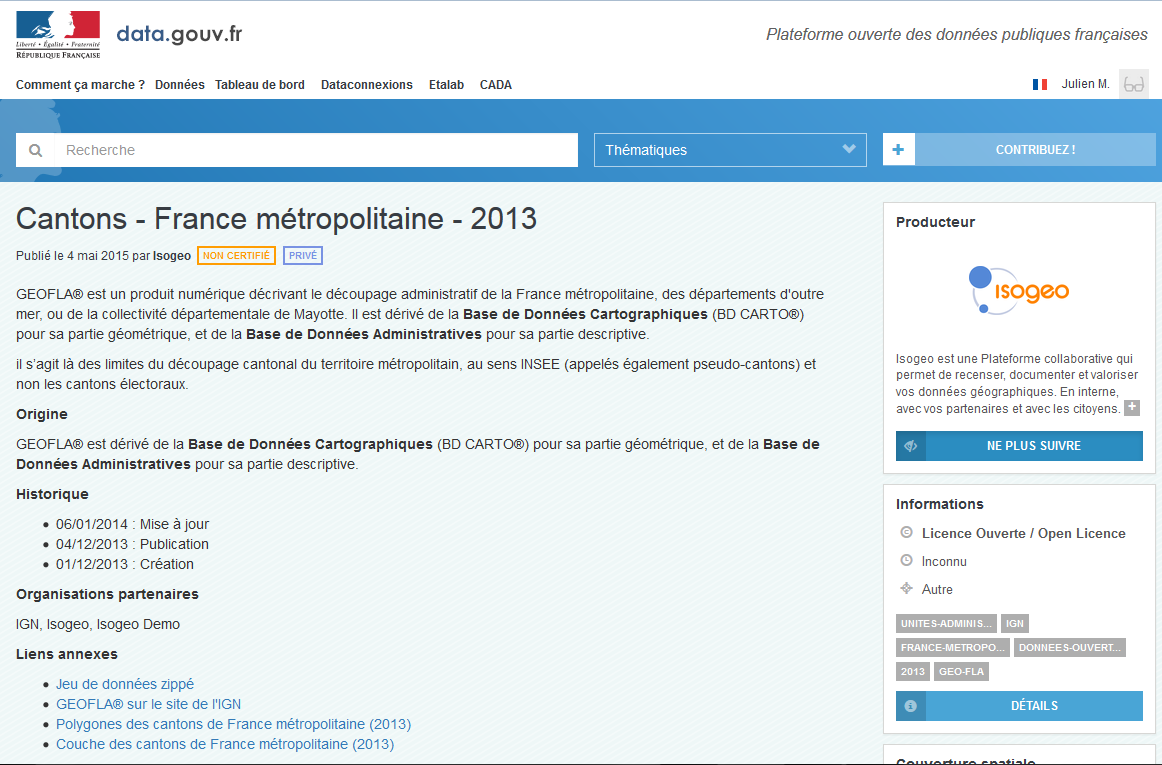 Liberté • Égalité • Fraternité
RÉPUBLIQUE FRANÇAISE
data.gouv.fr
Plateforme ouverte des données publiques françaises
Comment ça marche ? Données Tableau de bord Dataconnexions Etalab CADA
Julien M.
Recherche
Thématiques
+ CONTRIBUEZ !
Cantons - France métropolitaine - 2013
Publié le 4 mai 2015 par Isogeo NON CERTIFIÉ PRIVÉ
GEOFLA® est un produit numérique décrivant le découpage administratif de la France métropolitaine, des départements d'outre
mer, ou de la collectivité départementale de Mayotte. Il est dérivé de la Base de Données Cartographiques (BD CARTO®)
pour sa partie géométrique, et de la Base de Données Administratives pour sa partie descriptive.
il s'agit là des limites du découpage cantonal du territoire métropolitain, au sens INSEE (appelés également pseudo-cantons) et
non les cantons électoraux.
Origine
GEOFLA® est dérivé de la Base de Données Cartographiques (BD CARTO®) pour sa partie géométrique, et de la Base de
Données Administratives pour sa partie descriptive.
Historique
• 06/01/2014 : Mise à jour
• 04/12/2013 : Publication
• 01/12/2013 : Création
Organisations partenaires
IGN, Isogeo, Isogeo Demo
Liens annexes
• Jeu de données zippé
• GEOFLA® sur le site de l'IGN
• Polygones des cantons de France métropolitaine (2013)
• Couche des cantons de France métropolitaine (2013)
Producteur
isogeo
Isogeo est une Plateforme collaborative qui
permet de recenser, documenter et valoriser
vos données géographiques. En interne,
avec vos partenaires et avec les citoyens. +
NE PLUS SUIVRE
Informations
Licence Ouverte / Open Licence
Inconnu
Autre
UNITES-ADMINIS... IGN
FRANCE-METROPO... DONNEES-OUVERT...
2013 GEO-FLA
DÉTAILS
Couverture spatiale